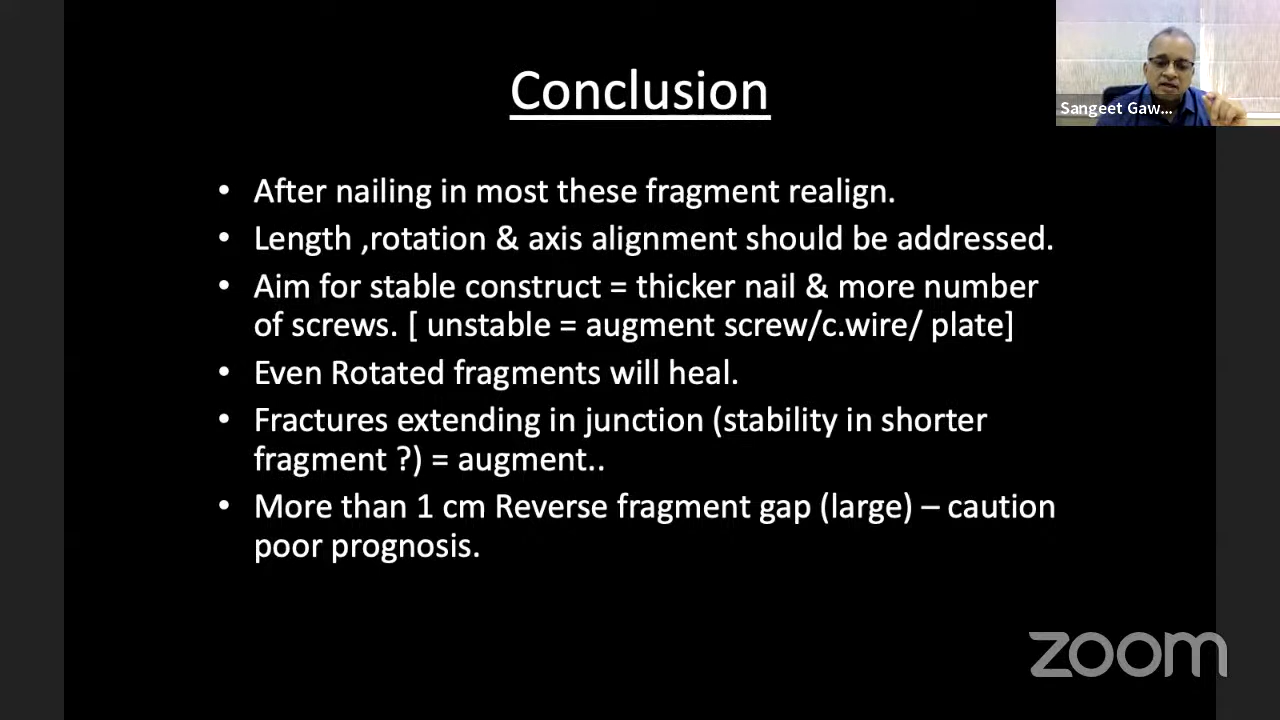 Conclusion
Sangeet Gaw...
• After nailing in most these fragment realign.
• Length ,rotation & axis alignment should be addressed.
• Aim for stable construct = thicker nail & more number
of screws. [ unstable = augment screw/c.wire/ plate]
• Even Rotated fragments will heal.
• Fractures extending in junction (stability in shorter
fragment ?) = augment..
• More than 1 cm Reverse fragment gap (large) – caution
poor prognosis.
zoom